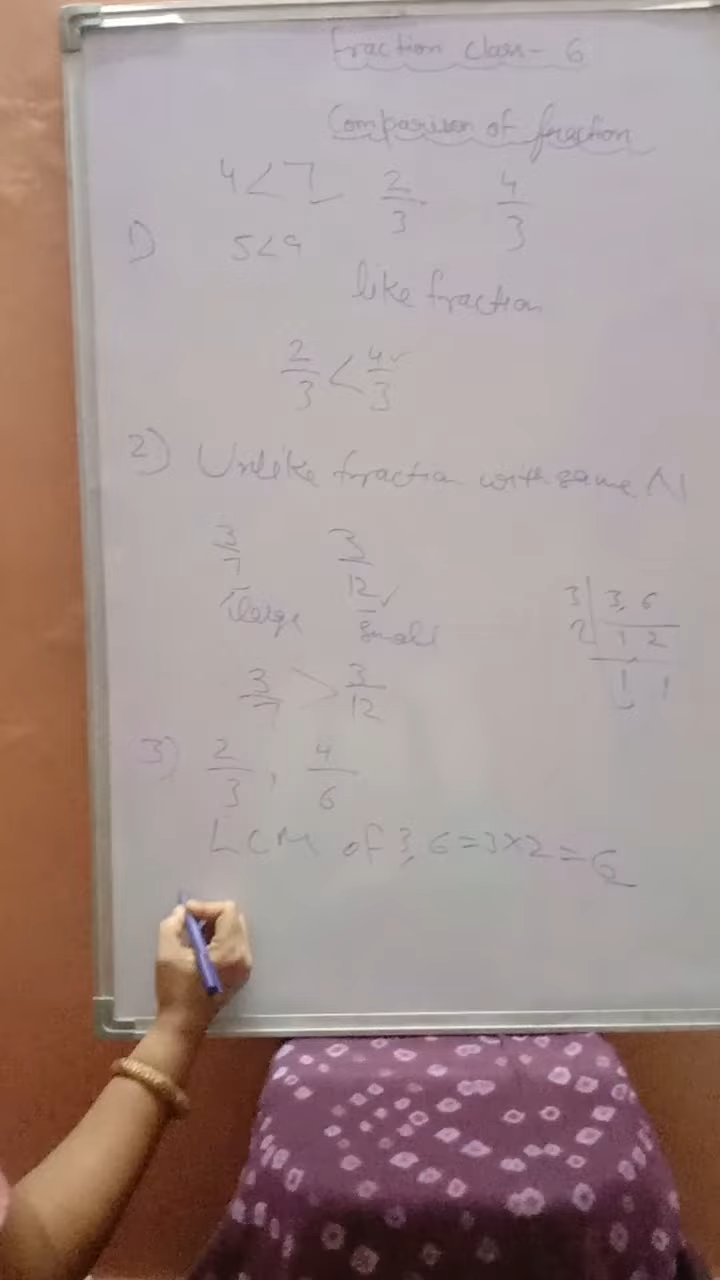 Fraction class - 6
Comparison of fraction
4 < 7 2/3 4/3
1) 5 < 9
like fraction
2/3 < 4/3
2) Unlike fraction with same N
3/7 3/12
large small
3/7 > 3/12
3 | 3, 6
2 | 1 2
1 1
3) 2/3, 4/6
LCM of 3, 6 = 3 × 2 = 6